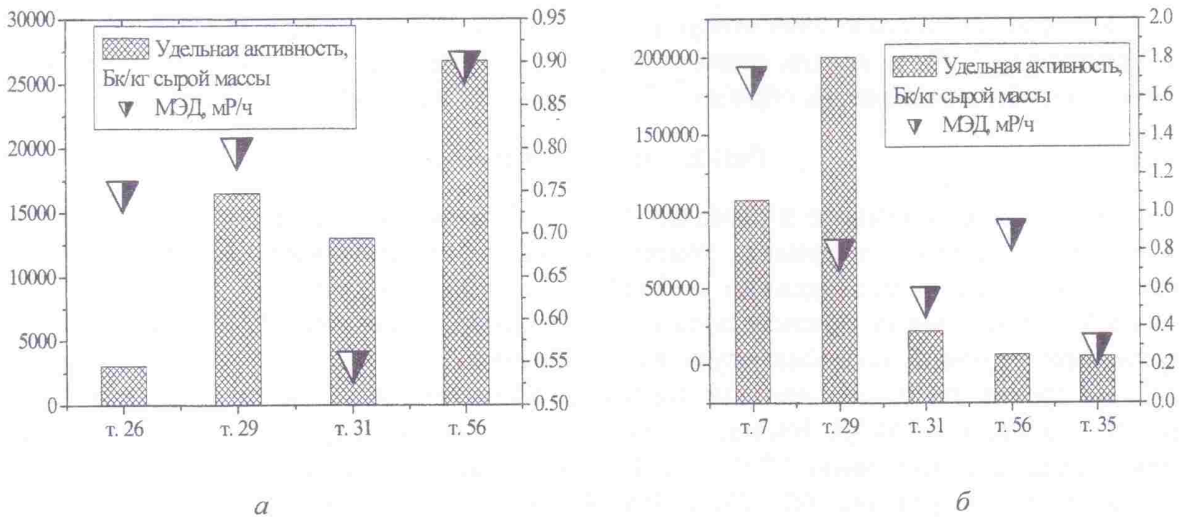 30000
25000
20000
15000
10000
5000
0
Удельная активность,
Бк/кг сырой массы
МЭД, мР/ч
0.95
0.90
0.85
0.80
0.75
0.70
0.65
0.60
0.55
0.50
т. 26
т. 29
т. 31
т. 56
а
2000000
1500000
1000000
500000
0
Удельная активность,
Бк/кг сырой массы
МЭД, мР/ч
2.0
1.8
1.6
1.4
1.2
1.0
0.8
0.6
0.4
0.2
0.0
т. 7
т. 29
т. 31
т. 56
т. 35
б